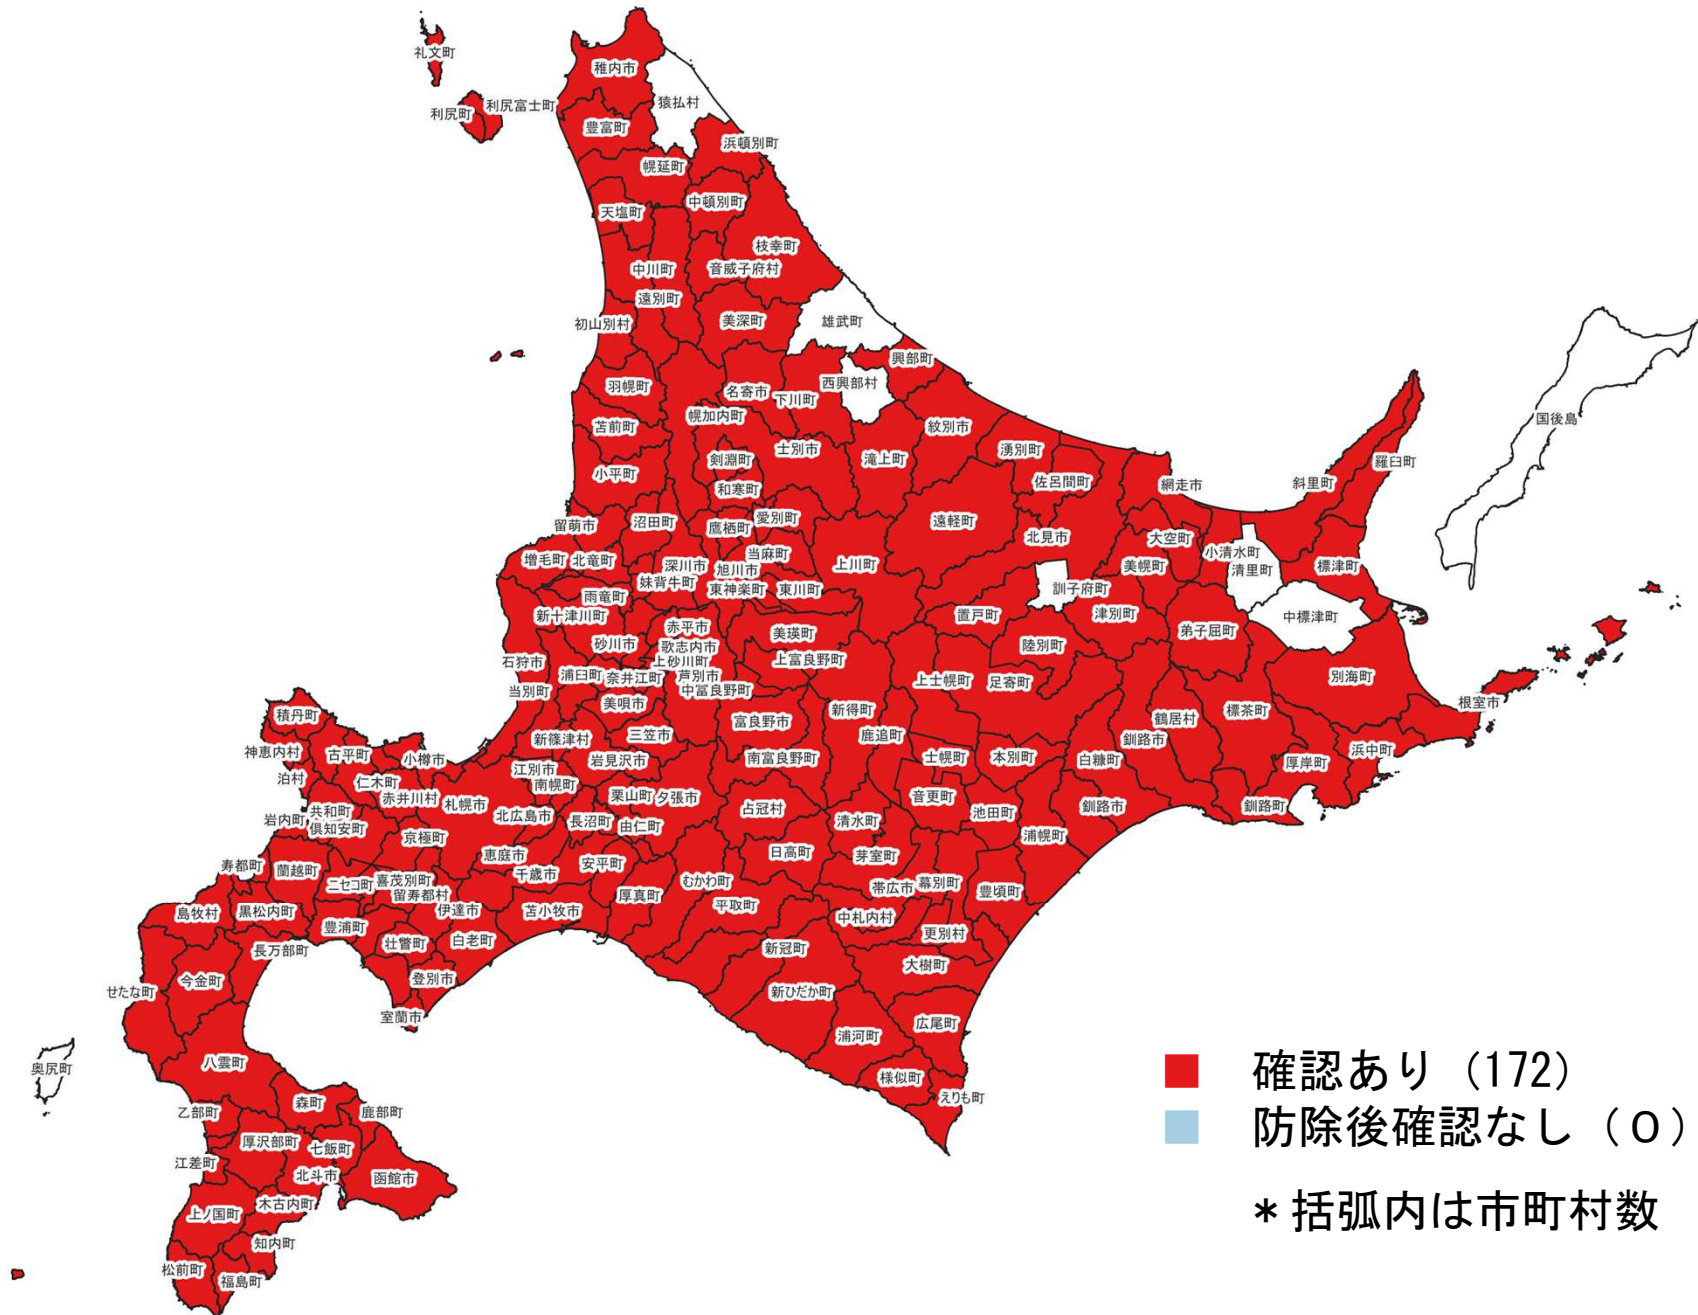 礼文町
稚内市
利尻富士町
利尻町
猿払村
豊富町
浜頓別町
幌延町
中頓別町
天塩町
枝幸町
中川町
音威子府村
遠別町
初山別村
美深町
雄武町
興部町
羽幌町
名寄市
下川町
西興部村
幌加内町
苫前町
紋別市
国後島
士別市
滝上町
湧別町
剣淵町
羅臼町
小平町
佐呂間町
斜里町
網走市
和寒町
留萌市
沼田町
鷹栖町
愛別町
遠軽町
北見市
大空町
増毛町
北竜町
深川市
旭川市
当麻町
上川町
小清水町
美幌町
清里町
標津町
妹背牛町
東神楽町
東川町
訓子府町
雨竜町
新十津川町
置戸町
津別町
中標津町
赤平市
美瑛町
弟子屈町
砂川市
歌志内市
陸別町
石狩市
上砂川町
上富良野町
浦臼町
奈井江町
芦別市
上士幌町
足寄町
別海町
当別町
中富良野町
美唄市
根室市
積丹町
富良野市
新得町
鶴居村
標茶町
新篠津村
三笠市
鹿追町
釧路市
神恵内村
古平町
小樽市
岩見沢市
南富良野町
士幌町
本別町
白糠町
浜中町
厚岸町
泊村
仁木町
江別市
南幌町
赤井川村
札幌市
栗山町
夕張市
音更町
釧路市
釧路町
共和町
岩内町
倶知安町
北広島市
長沼町
由仁町
占冠村
清水町
池田町
浦幌町
京極町
寿都町
蘭越町
恵庭市
安平町
日高町
芽室町
千歳市
ニセコ町
喜茂別町
留寿都村
むかわ町
厚真町
帯広市
幕別町
豊頃町
島牧村
黒松内町
伊達市
苫小牧市
平取町
中札内村
豊浦町
更別村
長万部町
壮瞥町
白老町
新冠町
今金町
登別市
大樹町
せたな町
新ひだか町
室蘭市
広尾町
浦河町
八雲町
奥尻町
様似町
えりも町
乙部町
森町
鹿部町
厚沢部町
七飯町
江差町
北斗市
函館市
上ノ国町
木古内町
知内町
松前町
福島町
確認あり (172)
防除後確認なし (0)
*括弧内は市町村数